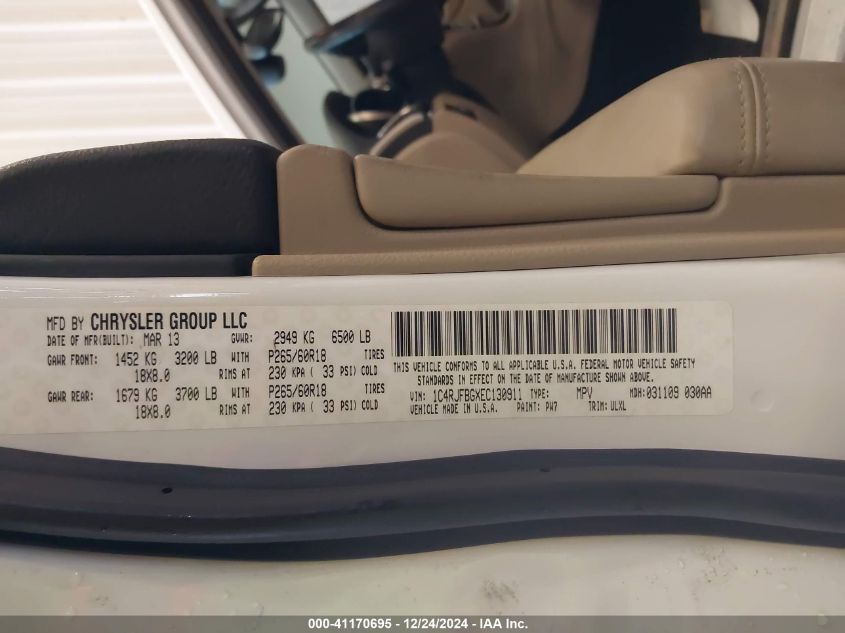 MFD BY CHRYSLER GROUP LLC
DATE OF MFR(BUILT): MAR 13 GVWR: 2949 KG 6500 LB
GAWR FRONT: 1452 KG 3200 LB WITH P265/60R18 TIRES
18X8.0 RIMS AT 230 KPA ( 33 PSI) COLD
GAWR REAR: 1679 KG 3700 LB WITH P265/60R18 TIRES
18X8.0 RIMS AT 230 KPA ( 33 PSI) COLD
THIS VEHICLE CONFORMS TO ALL APPLICABLE U.S.A. FEDERAL MOTOR VEHICLE SAFETY
STANDARDS IN EFFECT ON THE DATE OF MANUFACTURE SHOWN ABOVE.
VIN: 1C4RJFBGXEC130911 TYPE: MPV MDH: 031109 030AA
VEHICLE MADE IN U.S.A. PAINT: PW7 TRIM: ULXL
000-41170695 - 12/24/2024 - IAA Inc.